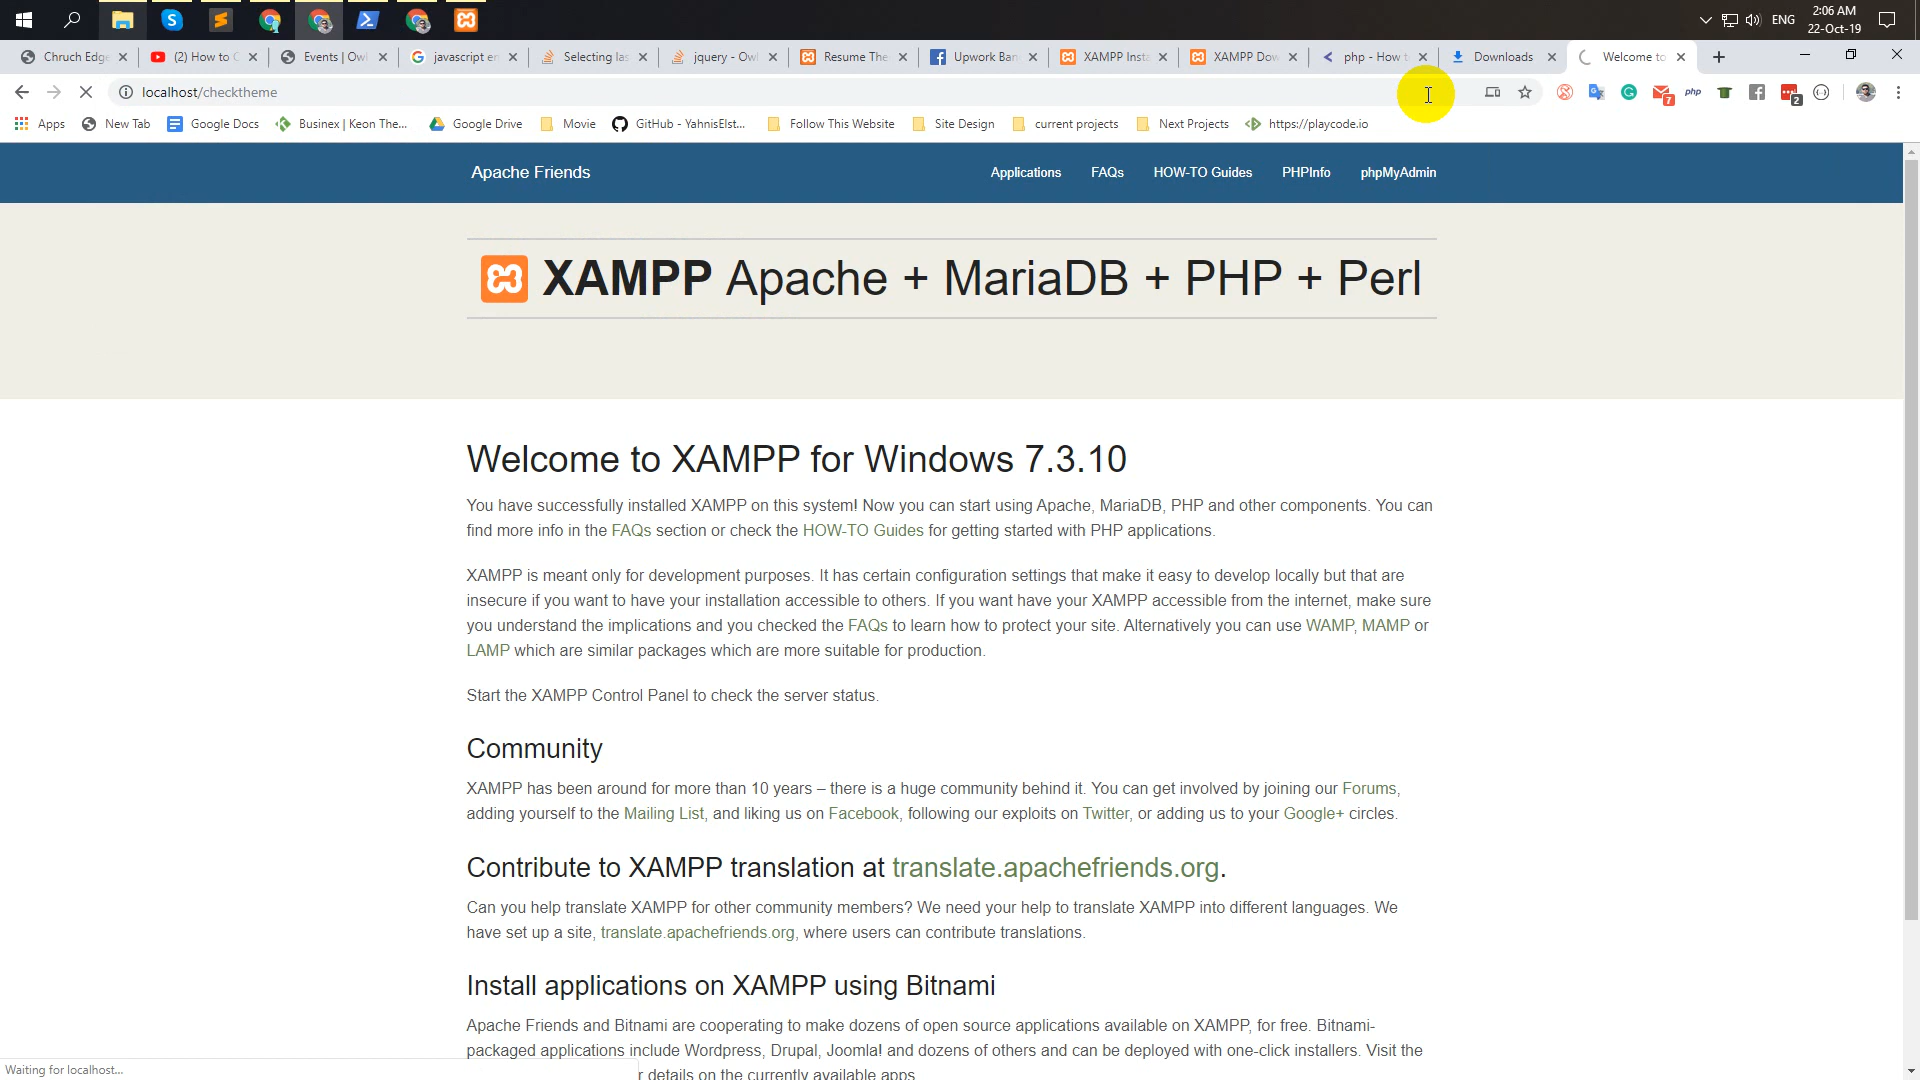 ENG
2:06 AM
22-Oct-19
Chruch Edge
(2) How to C
Events | Owl
javascript en
Selecting las
jquery - Owl
Resume The
Upwork Ban
XAMPP Insta
XAMPP Dow
php - How t
Downloads
Welcome to
localhost/checktheme
7
php
2
Apps
New Tab
Google Docs
Businex | Keon The...
Google Drive
Movie
GitHub - YahnisElst...
Follow This Website
Site Design
current projects
Next Projects
https://playcode.io
Apache Friends
Applications
FAQs
HOW-TO Guides
PHPInfo
phpMyAdmin
XAMPP Apache + MariaDB + PHP + Perl
Welcome to XAMPP for Windows 7.3.10
You have successfully installed XAMPP on this system! Now you can start using Apache, MariaDB, PHP and other components. You can
find more info in the FAQs section or check the HOW-TO Guides for getting started with PHP applications.
XAMPP is meant only for development purposes. It has certain configuration settings that make it easy to develop locally but that are
insecure if you want to have your installation accessible to others. If you want have your XAMPP accessible from the internet, make sure
you understand the implications and you checked the FAQs to learn how to protect your site. Alternatively you can use WAMP, MAMP or
LAMP which are similar packages which are more suitable for production.
Start the XAMPP Control Panel to check the server status.
Community
XAMPP has been around for more than 10 years – there is a huge community behind it. You can get involved by joining our Forums,
adding yourself to the Mailing List, and liking us on Facebook, following our exploits on Twitter, or adding us to your Google+ circles.
Contribute to XAMPP translation at translate.apachefriends.org.
Can you help translate XAMPP for other community members? We need your help to translate XAMPP into different languages. We
have set up a site, translate.apachefriends.org, where users can contribute translations.
Install applications on XAMPP using Bitnami
Apache Friends and Bitnami are cooperating to make dozens of open source applications available on XAMPP, for free. Bitnami-
packaged applications include Wordpress, Drupal, Joomla! and dozens of others and can be deployed with one-click installers. Visit the
r details on the currently available apps
Waiting for localhost...